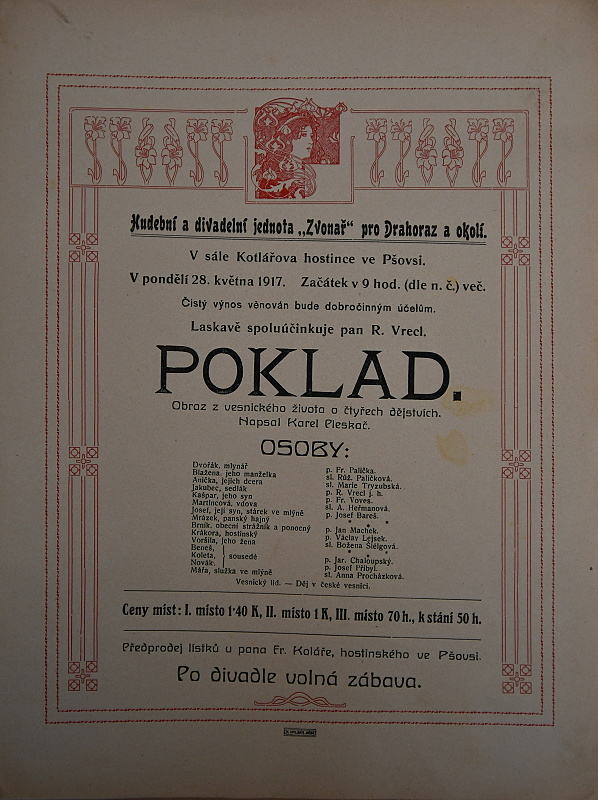 Hudební a divadelní jednota „Zvonař" pro Drahoraz a okolí.
V sále Kotlářova hostince ve Pšovsi.
V pondělí 28. května 1917. Začátek v 9 hod. (dle n. č.) več.
Čistý výnos věnován bude dobročinným účelům.
Laskavě spoluúčinkuje pan R. Vrecl.
POKLAD.
Obraz z vesnického života o čtyřech dějstvích.
Napsal Karel Pleskač.
OSOBY:
Dvořák, mlynář p. Fr. Palička.
Blažena, jeho manželka sl. Růž. Paličková.
Anička, jejich dcera sl. Marie Tryzubská.
Jakubec, sedlák p. R. Vrecl j. h.
Kašpar, jeho syn p. Fr. Voves.
Martincová, vdova sl. A. Heřmanová.
Josef, její syn, stárek ve mlýně p. Josef Bareš.
Mrázek, panský hajný * * *
Brník, obecní strážník a ponocný p. Jan Machek.
Krákora, hostinský p. Václav Lejsek.
Voršila, jeho žena sl. Božena Šlélgová.
Beneš, * * *
Koleta, sousedé p. Jar. Chaloupský.
Novák, p. Josef Přibyl.
Mářa, služka ve mlýně sl. Anna Procházková.
Vesnický lid. — Děj v české vesnici.
Ceny míst: I. místo 1·40 K, II. místo 1 K, III. místo 70 h., k stání 50 h.
Předprodej lístků u pana Fr. Koláře, hostinského ve Pšovsi.
Po divadle volná zábava.